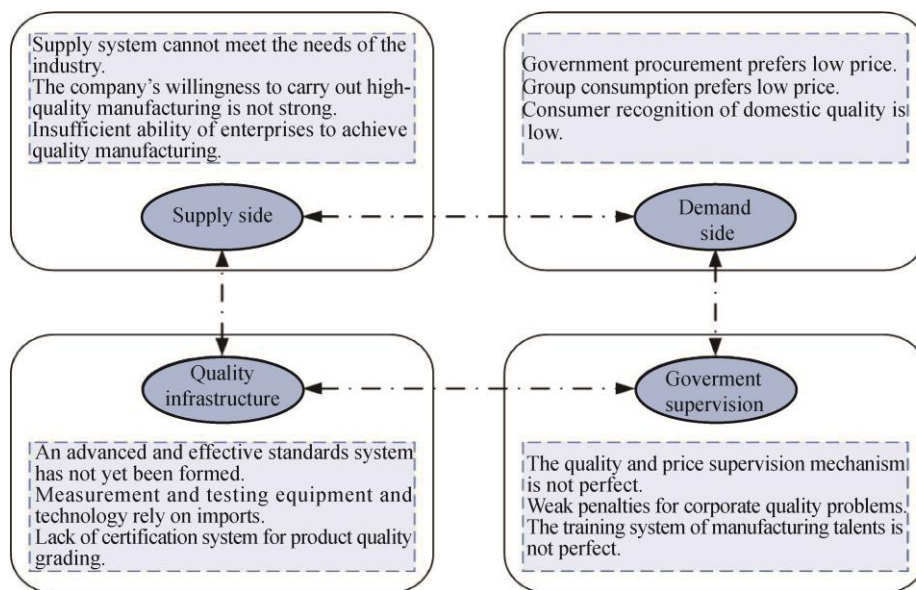 Supply system cannot meet the needs of the
industry.
The company's willingness to carry out high-
quality manufacturing is not strong.
Insufficient ability of enterprises to achieve
quality manufacturing.
Supply side
Government procurement prefers low price.
Group consumption prefers low price.
Consumer recognition of domestic quality is
low.
Demand
side
Quality
infrastructure
An advanced and effective standards system
has not yet been formed.
Measurement and testing equipment and
technology rely on imports.
Lack of certification system for product quality
grading.
Goverment
supervision
The quality and price supervision mechanism
is not perfect.
Weak penalties for corporate quality problems.
The training system of manufacturing talents is
not perfect.